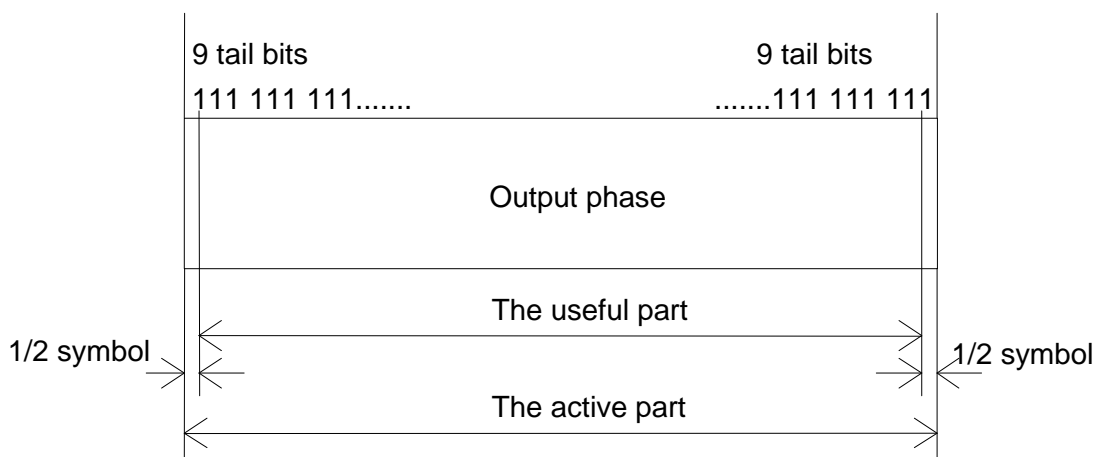 9 tail bits
9 tail bits
111 111 111.......
.......111 111 111
Output phase
The useful part
1/2 symbol
1/2 symbol
The active part